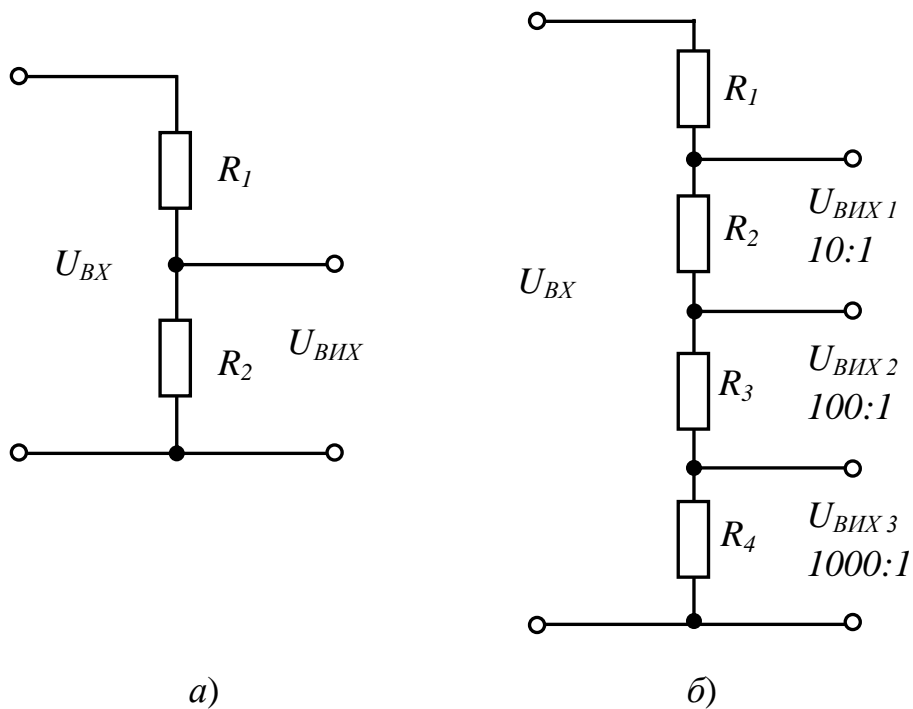 R1
UВХ
R2
UВИХ
а)
R1
UВИХ 1
10:1
R2
UВХ
UВИХ 2
100:1
R3
UВИХ 3
1000:1
R4
б)